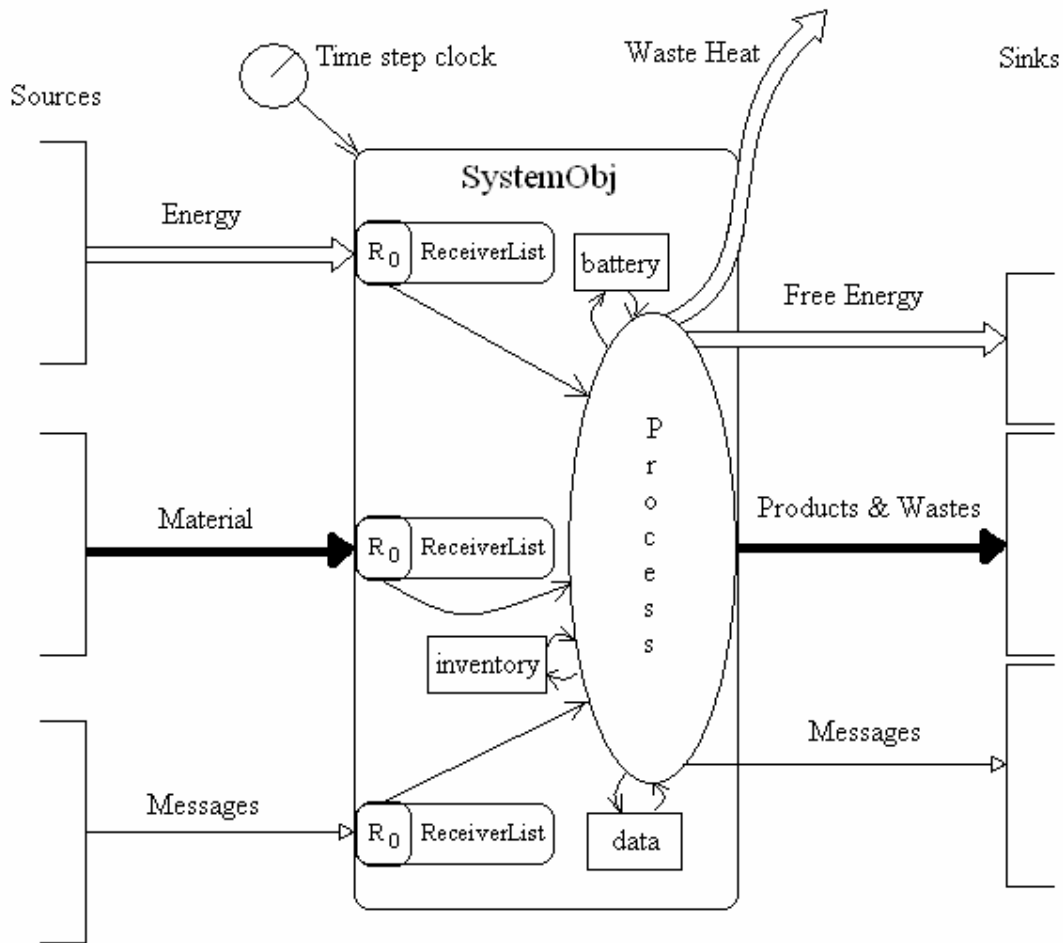 Waste Heat
Time step clock
Sinks
Sources
SystemObj
Energy
R0 ReceiverList
battery
Free Energy
P
r
o
c
e
s
s
Material
Products & Wastes
R0 ReceiverList
inventory
Messages
Messages
R0 ReceiverList
data